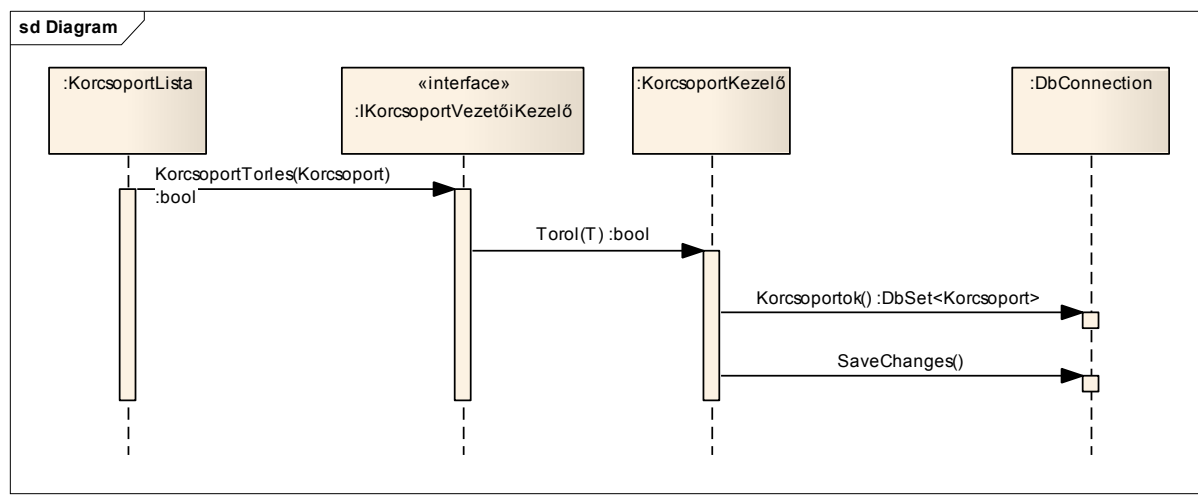 sd Diagram
:KorcsoportLista
«interface»
:IKorcsoportVezetőiKezelő
:KorcsoportKezelő
:DbConnection
KorcsoportTorles(Korcsoport)
:bool
Torol(T) :bool
Korcsoportok() :DbSet<Korcsoport>
SaveChanges()